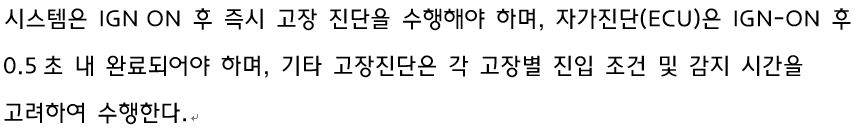 시스템은 IGN ON 후 즉시 고장 진단을 수행해야 하며, 자가진단(ECU)은 IGN-ON 후
0.5 초 내 완료되어야 하며, 기타 고장진단은 각 고장별 진입 조건 및 감지 시간을
고려하여 수행한다.